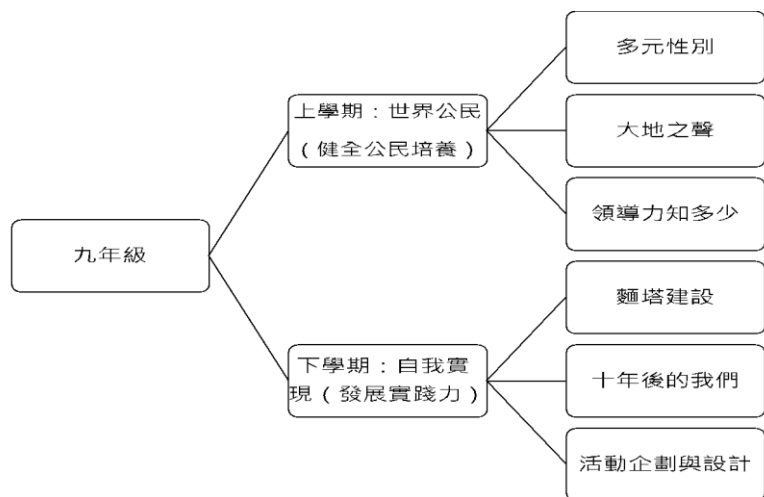 九年級
上學期：世界公民
（健全公民培養）
多元性別
大地之聲
領導力知多少
下學期：自我實
現（發展實踐力）
麵塔建設
十年後的我們
活動企劃與設計